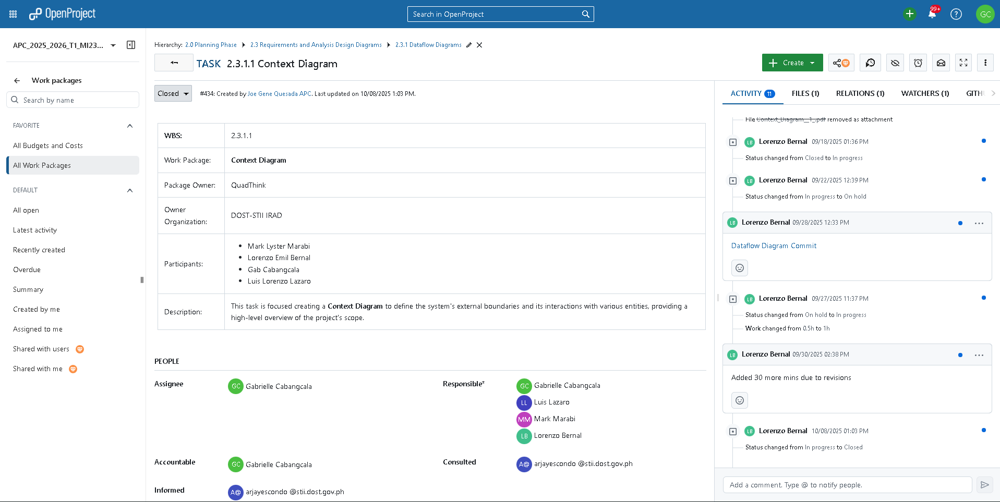 OpenProject
Search in OpenProject
99+
GC
APC_2025_2026_T1_MI23...
Work packages
Search by name
FAVORITE
All Budgets and Costs
All Work Packages
DEFAULT
All open
Latest activity
Recently created
Overdue
Summary
Created by me
Assigned to me
Shared with users
Shared with me
Hierarchy: 2.0 Planning Phase 2.3 Requirements and Analysis Design Diagrams 2.3.1 Dataflow Diagrams
TASK 2.3.1.1 Context Diagram
Create
Closed #434: Created by Joe Gene Quesada APC. Last updated on 10/08/2025 1:03 PM.
WBS: 2.3.1.1
Work Package: Context Diagram
Package Owner: QuadThink
Owner
Organization:
DOST-STII IRAD
Participants:
Mark Lyster Marabi
Lorenzo Emil Bernal
Gab Cabangcala
Luis Lorenzo Lazaro
Description:
This task is focused creating a Context Diagram to define the system's external boundaries and its interactions with various entities, providing a
high-level overview of the project's scope.
PEOPLE
Assignee GC Gabrielle Cabangcala
Responsible* GC Gabrielle Cabangcala
LL Luis Lazaro
MM Mark Marabi
LB Lorenzo Bernal
Accountable GC Gabrielle Cabangcala
Consulted A@ arjayescondo @stii.dost.gov.ph
Informed A@ arjayescondo @stii.dost.gov.ph
ACTIVITY 11 FILES (1) RELATIONS (1) WATCHERS (1) GITH
File Context_Diagram__1_.pdf removed as attachment
LB Lorenzo Bernal 09/18/2025 01:36 PM
Status changed from Closed to In progress
LB Lorenzo Bernal 09/22/2025 12:39 PM
Status changed from In progress to On hold
LB Lorenzo Bernal 09/28/2025 12:33 PM
Dataflow Diagram Commit
LB Lorenzo Bernal 09/27/2025 11:37 PM
Status changed from On hold to In progress
Work changed from 0.5h to 1h
LB Lorenzo Bernal 09/30/2025 02:38 PM
Added 30 more mins due to revisions
LB Lorenzo Bernal 10/08/2025 01:03 PM
Status changed from In progress to Closed
Add a comment. Type @ to notify people.